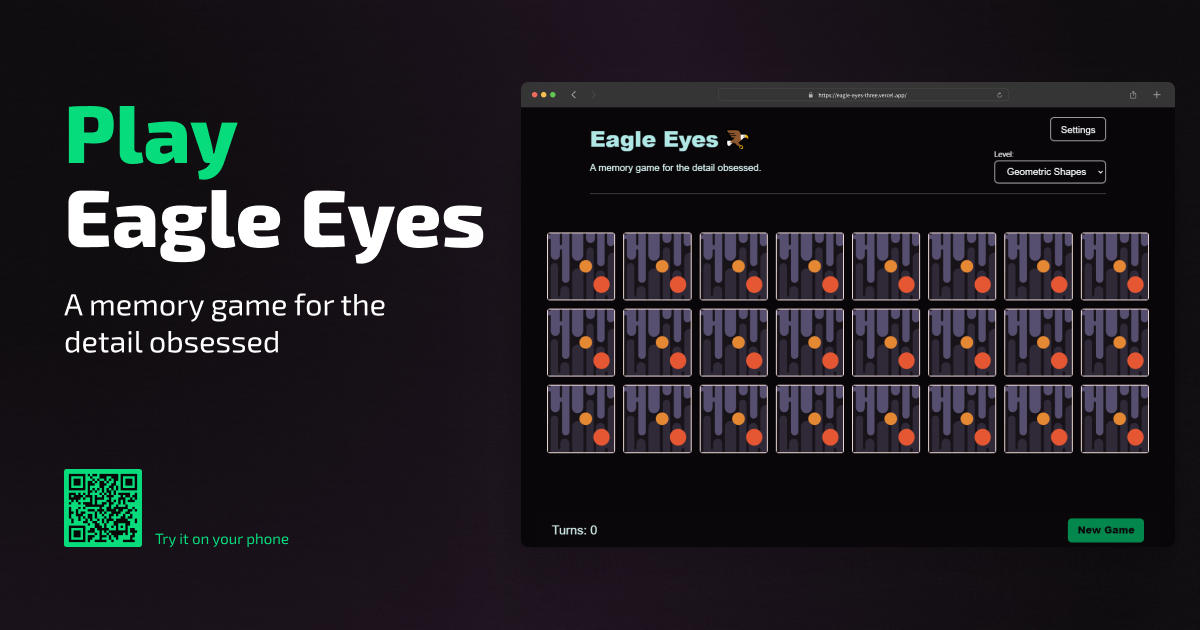 Play
Eagle Eyes
A memory game for the
detail obsessed
Try it on your phone
https://eagle-eyes-three.vercel.app/
Eagle Eyes
A memory game for the detail obsessed.
Settings
Level:
Geometric Shapes
Turns: 0
New Game